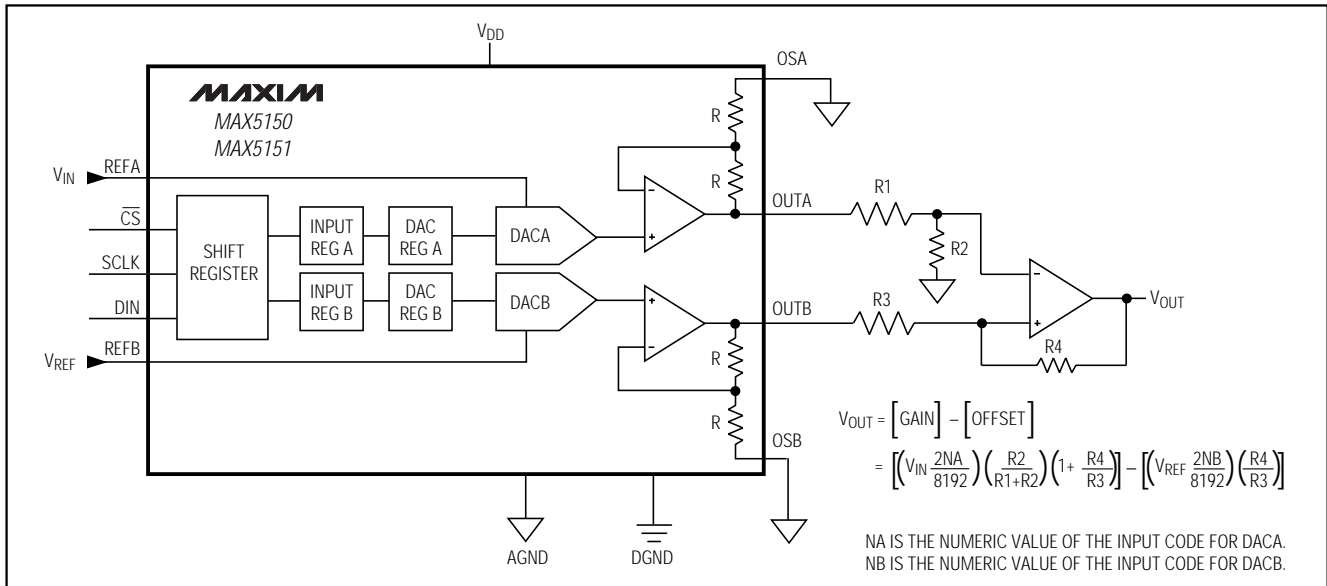 VDD
OSA
MAXIM
MAX5150
MAX5151
R
R
VIN
REFA
CS
SCLK
DIN
VREF
REFB
SHIFT
REGISTER
INPUT
REG A
DAC
REG A
DACA
INPUT
REG B
DAC
REG B
DACB
−
+
+
−
OUTA
R1
R2
OUTB
R3
−
+
VOUT
R4
R
R
OSB
AGND
DGND
VOUT = [GAIN] – [OFFSET]
= [(VIN 2NA/8192)(R2/R1+R2)(1+ R4/R3)] – [(VREF 2NB/8192)(R4/R3)]
NA IS THE NUMERIC VALUE OF THE INPUT CODE FOR DACA.
NB IS THE NUMERIC VALUE OF THE INPUT CODE FOR DACB.